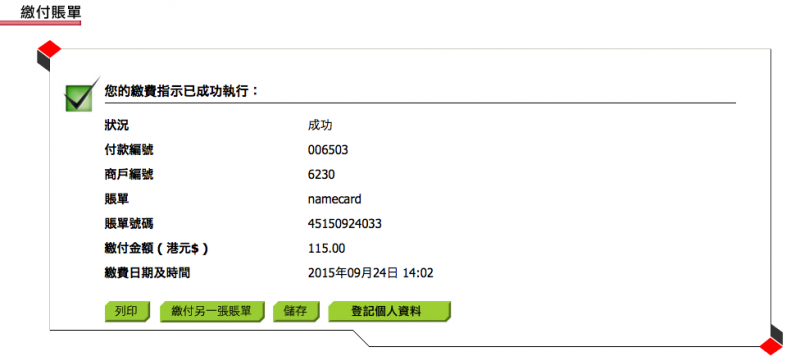 繳付賬單
您的繳費指示已成功執行：
狀況 成功
付款編號 006503
商戶編號 6230
賬單 namecard
賬單號碼 45150924033
繳付金額 ( 港元$ ) 115.00
繳費日期及時間 2015年09月24日 14:02
列印 繳付另一張賬單 儲存 登記個人資料